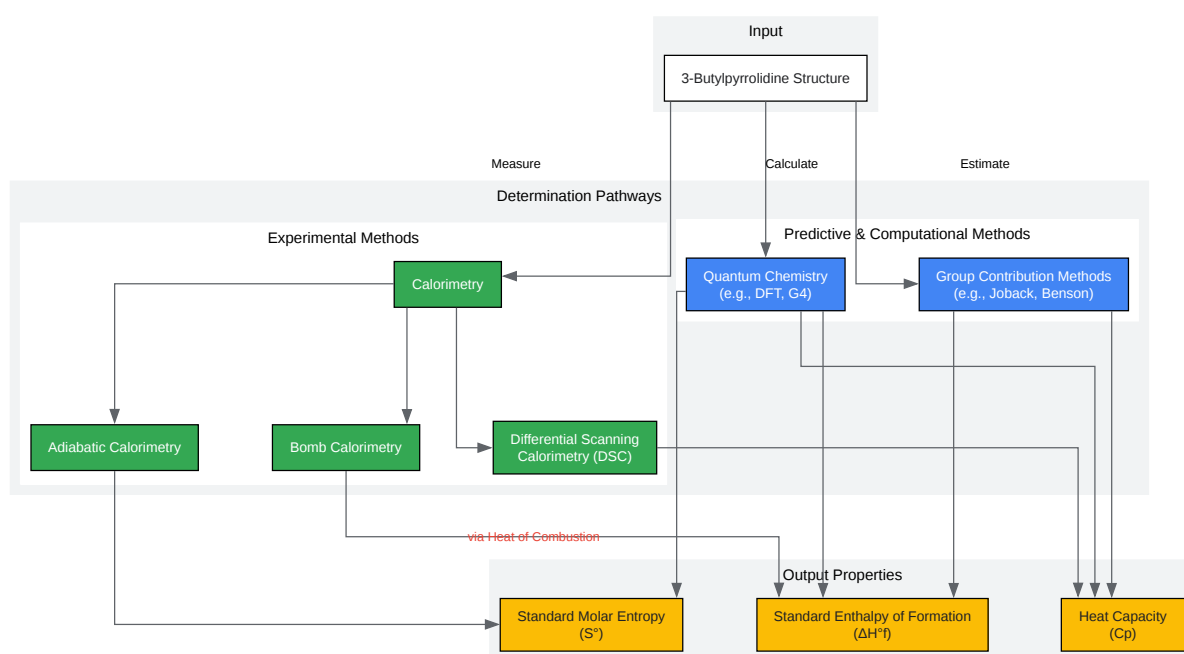 Input
3-Butylpyrrolidine Structure
Measure
Calculate
Estimate
Determination Pathways
Experimental Methods
Predictive & Computational Methods
Calorimetry
Quantum Chemistry
(e.g., DFT, G4)
Group Contribution Methods
(e.g., Joback, Benson)
Adiabatic Calorimetry
Bomb Calorimetry
Differential Scanning
Calorimetry (DSC)
via Heat of Combustion
Output Properties
Standard Molar Entropy
(S°)
Standard Enthalpy of Formation
(ΔH°f)
Heat Capacity
(Cp)